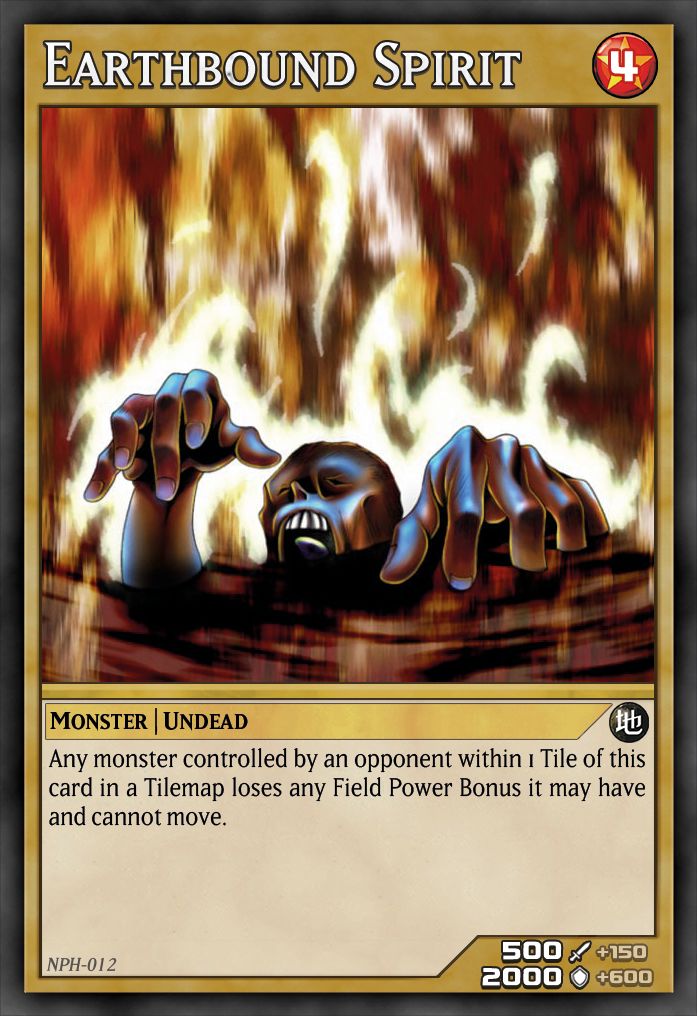 Earthbound Spirit
4
Monster | Undead
Any monster controlled by an opponent within 1 Tile of this
card in a Tilemap loses any Field Power Bonus it may have
and cannot move.
NPH-012
500 +150
2000 +600